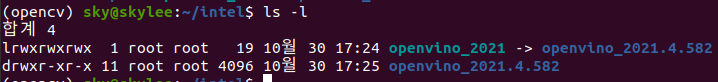 (opencv) sky@skylee:~/intel$ ls -l
합계 4
lrwxrwxrwx  1 root root   19 10월 30 17:24 openvino_2021 -> openvino_2021.4.582
drwxr-xr-x 11 root root 4096 10월 30 17:25 openvino_2021.4.582